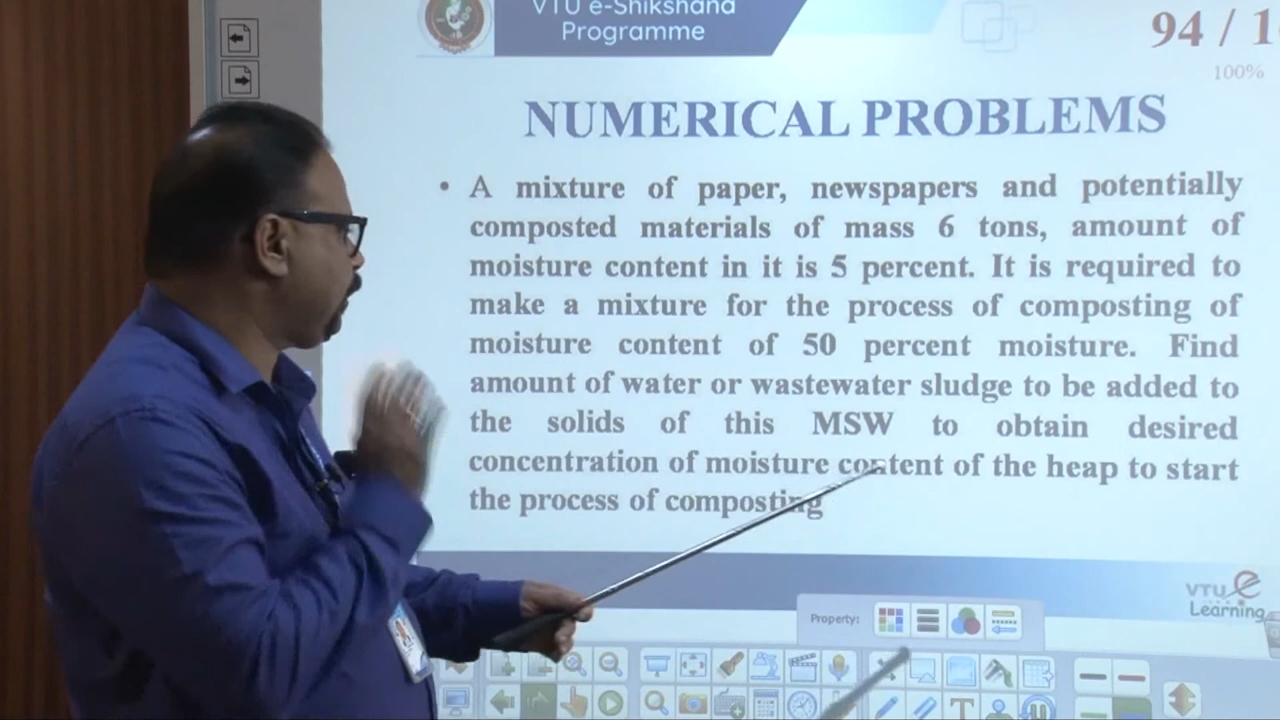 VTU e-Shikshana
Programme
94 / 1
100%
NUMERICAL PROBLEMS
• A mixture of paper, newspapers and potentially
composted materials of mass 6 tons, amount of
moisture content in it is 5 percent. It is required to
make a mixture for the process of composting of
moisture content of 50 percent moisture. Find
amount of water or wastewater sludge to be added to
the solids of this MSW to obtain desired
concentration of moisture content of the heap to start
the process of composting
VTU e
Learning
Property: